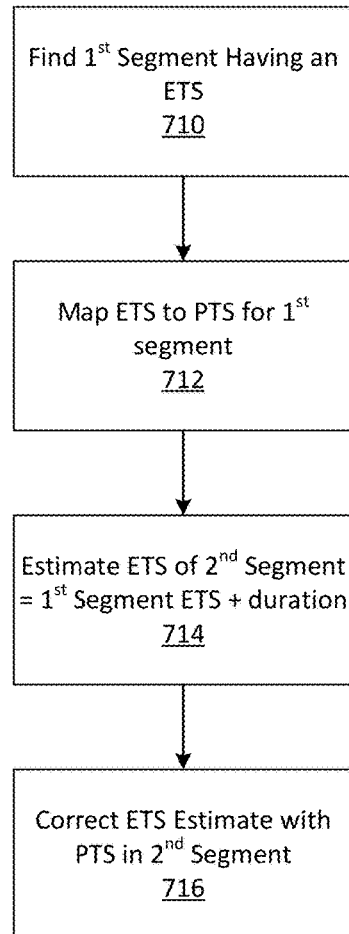 Find 1st Segment Having an
ETS
710
Map ETS to PTS for 1st
segment
712
Estimate ETS of 2nd Segment
= 1st Segment ETS + duration
714
Correct ETS Estimate with
PTS in 2nd Segment
716